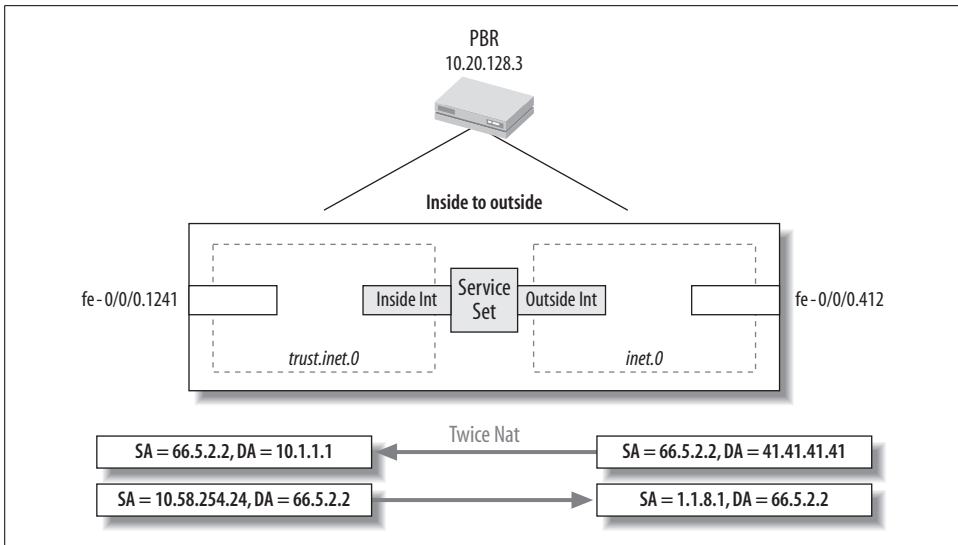 PBR
10.20.128.3
Inside to outside
fe-0/0/0.1241
Inside Int
Service
Set
Outside Int
fe-0/0/0.412
trust.inet.0
inet.0
Twice Nat
SA = 66.5.2.2, DA = 10.1.1.1
SA = 66.5.2.2, DA = 41.41.41.41
SA = 10.58.254.24, DA = 66.5.2.2
SA = 1.1.8.1, DA = 66.5.2.2